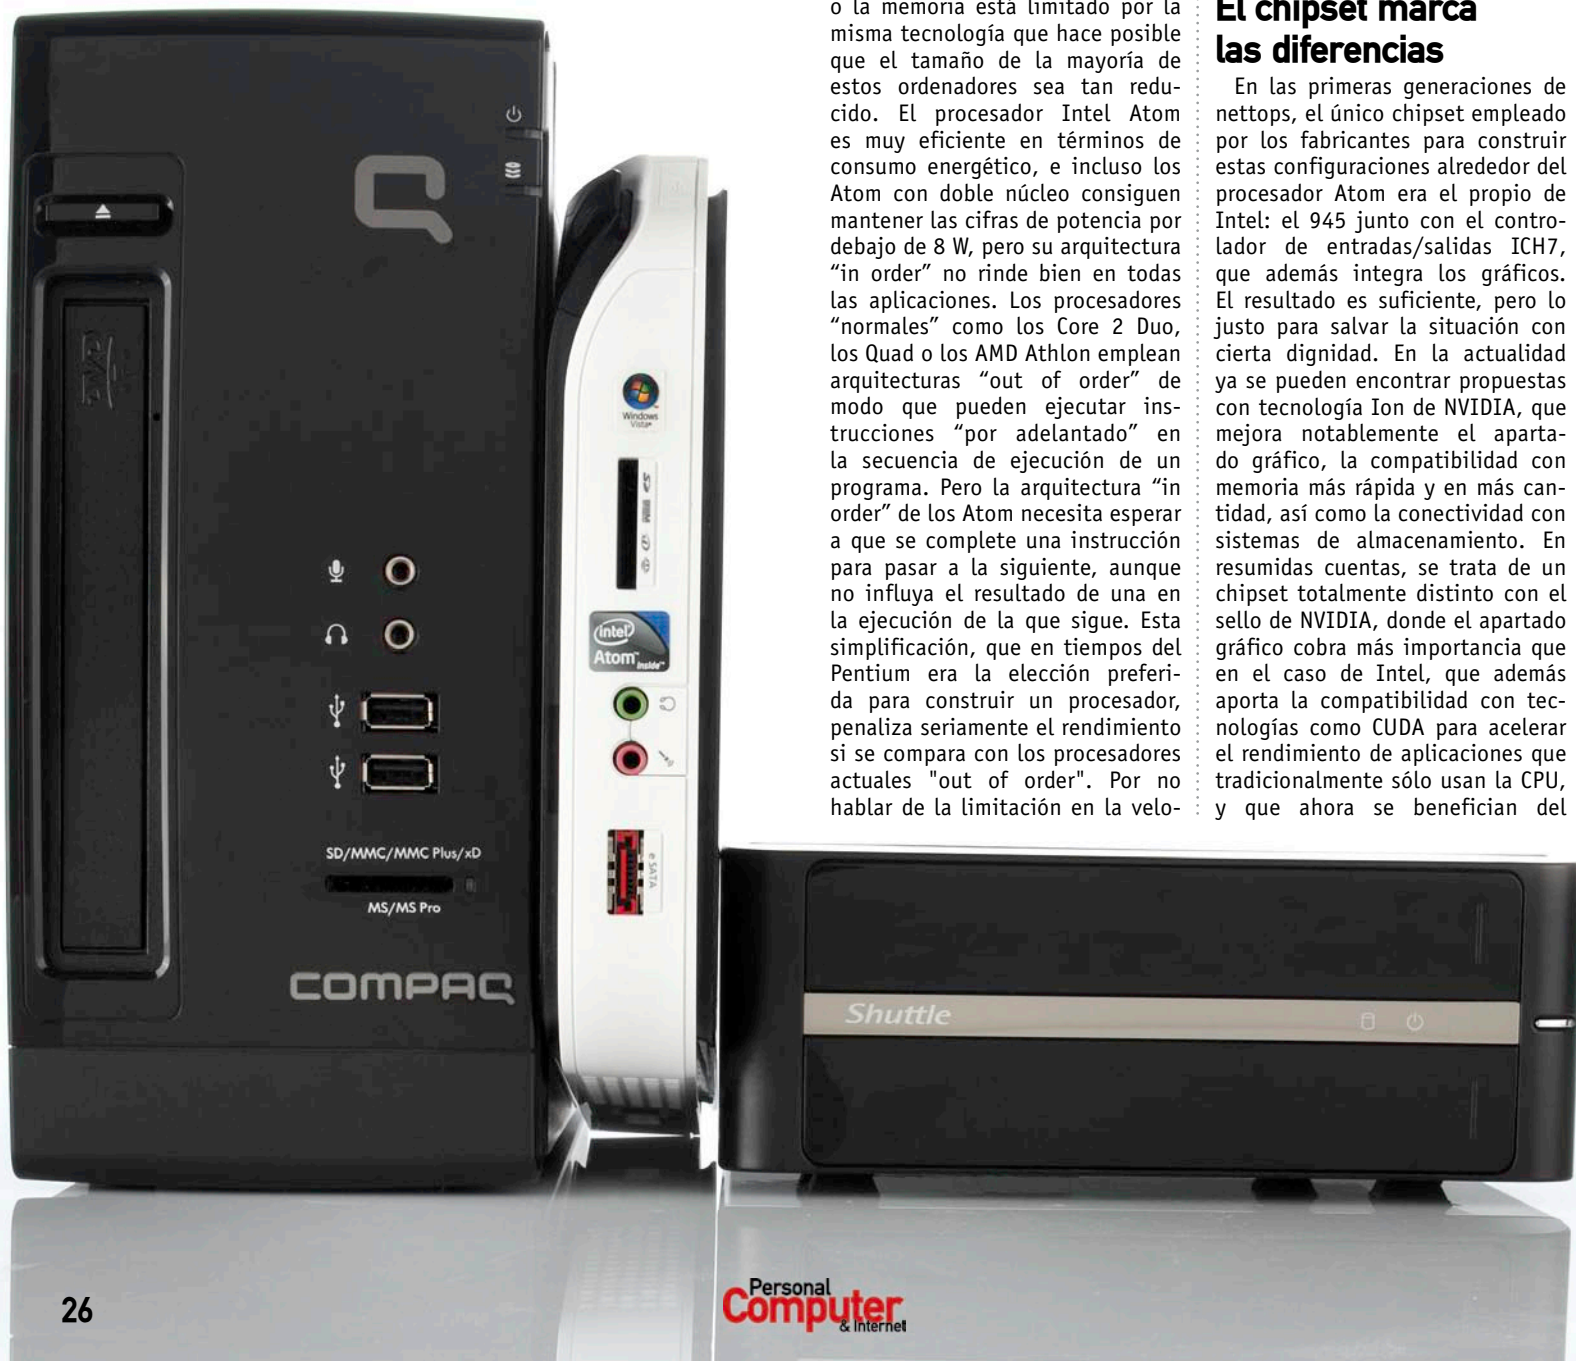 o la memoria está limitado por la
misma tecnología que hace posible
que el tamaño de la mayoría de
estos ordenadores sea tan redu-
cido. El procesador Intel Atom
es muy eficiente en términos de
consumo energético, e incluso los
Atom con doble núcleo consiguen
mantener las cifras de potencia por
debajo de 8 W, pero su arquitectura
“in order” no rinde bien en todas
las aplicaciones. Los procesadores
“normales” como los Core 2 Duo,
los Quad o los AMD Athlon emplean
arquitecturas “out of order” de
modo que pueden ejecutar ins-
trucciones “por adelantado” en
la secuencia de ejecución de un
programa. Pero la arquitectura “in
order” de los Atom necesita esperar
a que se complete una instrucción
para pasar a la siguiente, aunque
no influya el resultado de una en
la ejecución de la que sigue. Esta
simplificación, que en tiempos del
Pentium era la elección preferi-
da para construir un procesador,
penaliza seriamente el rendimiento
si se compara con los procesadores
actuales "out of order". Por no
hablar de la limitación en la velo-
El chipset marca
las diferencias
En las primeras generaciones de
nettops, el único chipset empleado
por los fabricantes para construir
estas configuraciones alrededor del
procesador Atom era el propio de
Intel: el 945 junto con el contro-
lador de entradas/salidas ICH7,
que además integra los gráficos.
El resultado es suficiente, pero lo
justo para salvar la situación con
cierta dignidad. En la actualidad
ya se pueden encontrar propuestas
con tecnología Ion de NVIDIA, que
mejora notablemente el aparta-
do gráfico, la compatibilidad con
memoria más rápida y en más can-
tidad, así como la conectividad con
sistemas de almacenamiento. En
resumidas cuentas, se trata de un
chipset totalmente distinto con el
sello de NVIDIA, donde el apartado
gráfico cobra más importancia que
en el caso de Intel, que además
aporta la compatibilidad con tec-
nologías como CUDA para acelerar
el rendimiento de aplicaciones que
tradicionalmente sólo usan la CPU,
y que ahora se benefician del
SD/MMC/MMC Plus/xD
MS/MS Pro
COMPAQ
Windows
Vista
intel
Atom
inside
e SATA
Shuttle
26
Personal
Computer
& Internet